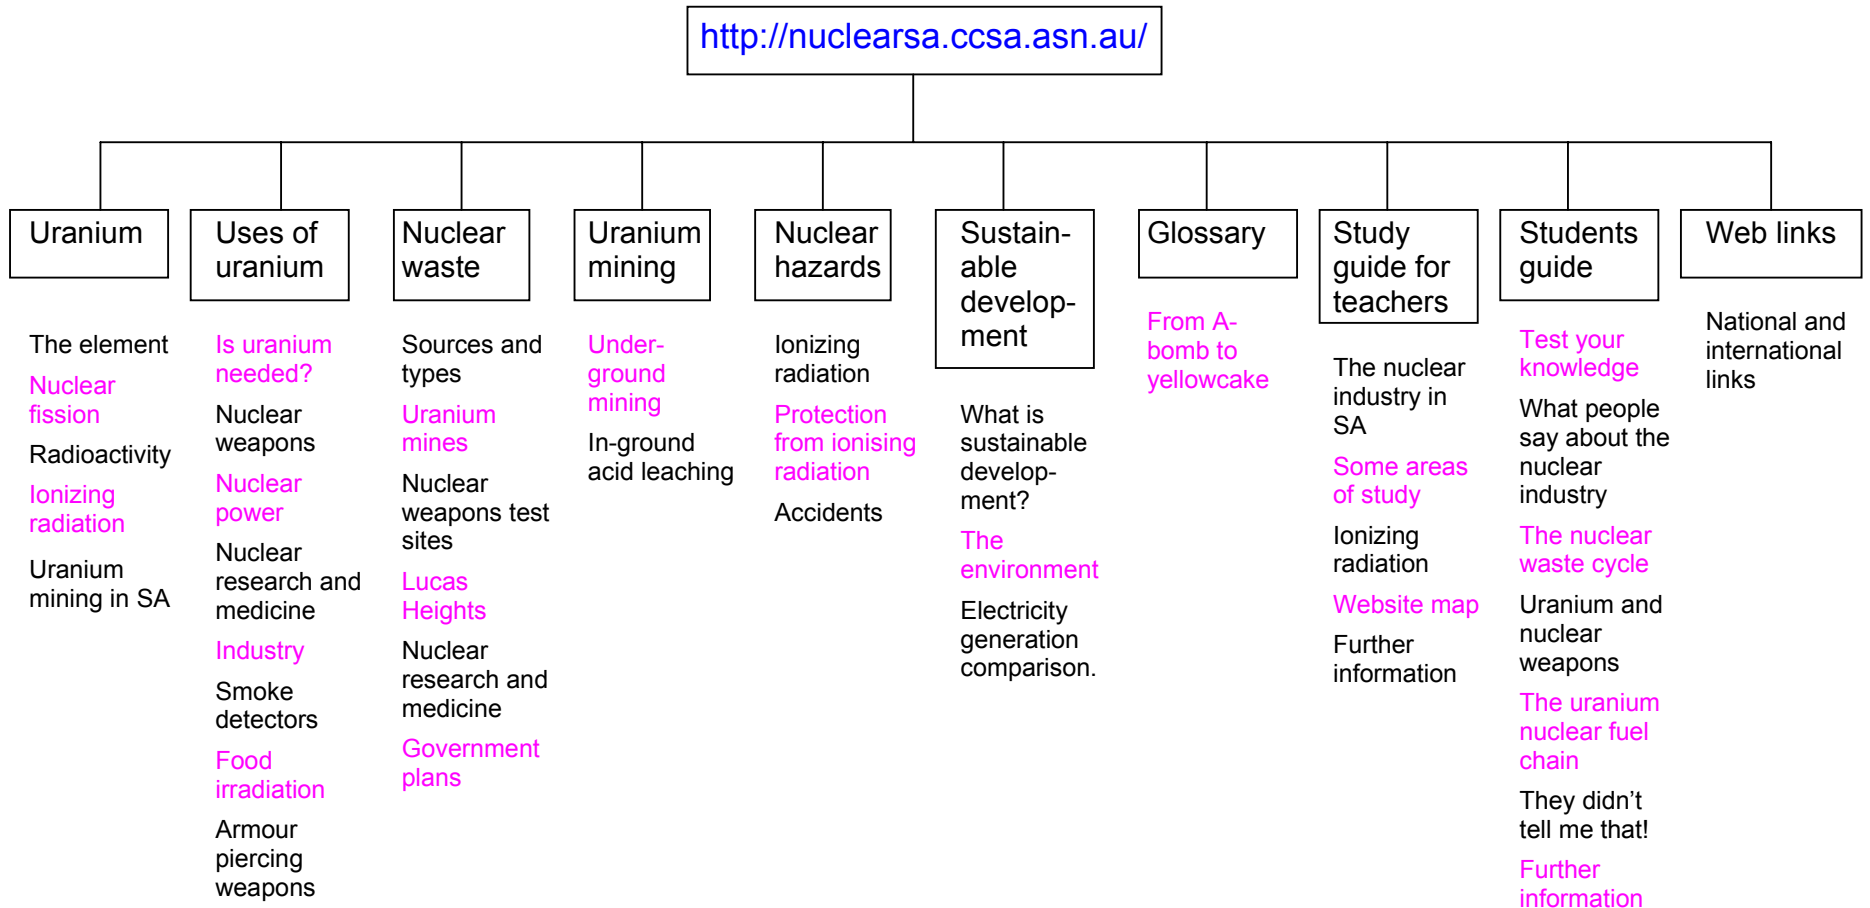 http://nuclearsa.ccsa.asn.au/
Uranium
The element
Nuclear
fission
Radioactivity
Ionizing
radiation
Uranium
mining in SA
Uses of
uranium
Is uranium
needed?
Nuclear
weapons
Nuclear
power
Nuclear
research and
medicine
Industry
Smoke
detectors
Food
irradiation
Armour
piercing
weapons
Nuclear
waste
Sources and
types
Uranium
mines
Nuclear
weapons test
sites
Lucas
Heights
Nuclear
research and
medicine
Government
plans
Uranium
mining
Under-
ground
mining
In-ground
acid leaching
Nuclear
hazards
Ionizing
radiation
Protection
from ionising
radiation
Accidents
Sustain-
able
develop-
ment
What is
sustainable
develop-
ment?
The
environment
Electricity
generation
comparison.
Glossary
From A-
bomb to
yellowcake
Study
guide for
teachers
The nuclear
industry in
SA
Some areas
of study
Ionizing
radiation
Website map
Further
information
Students
guide
Test your
knowledge
What people
say about the
nuclear
industry
The nuclear
waste cycle
Uranium and
nuclear
weapons
The uranium
nuclear fuel
chain
They didn’t
tell me that!
Further
information
Web links
National and
international
links